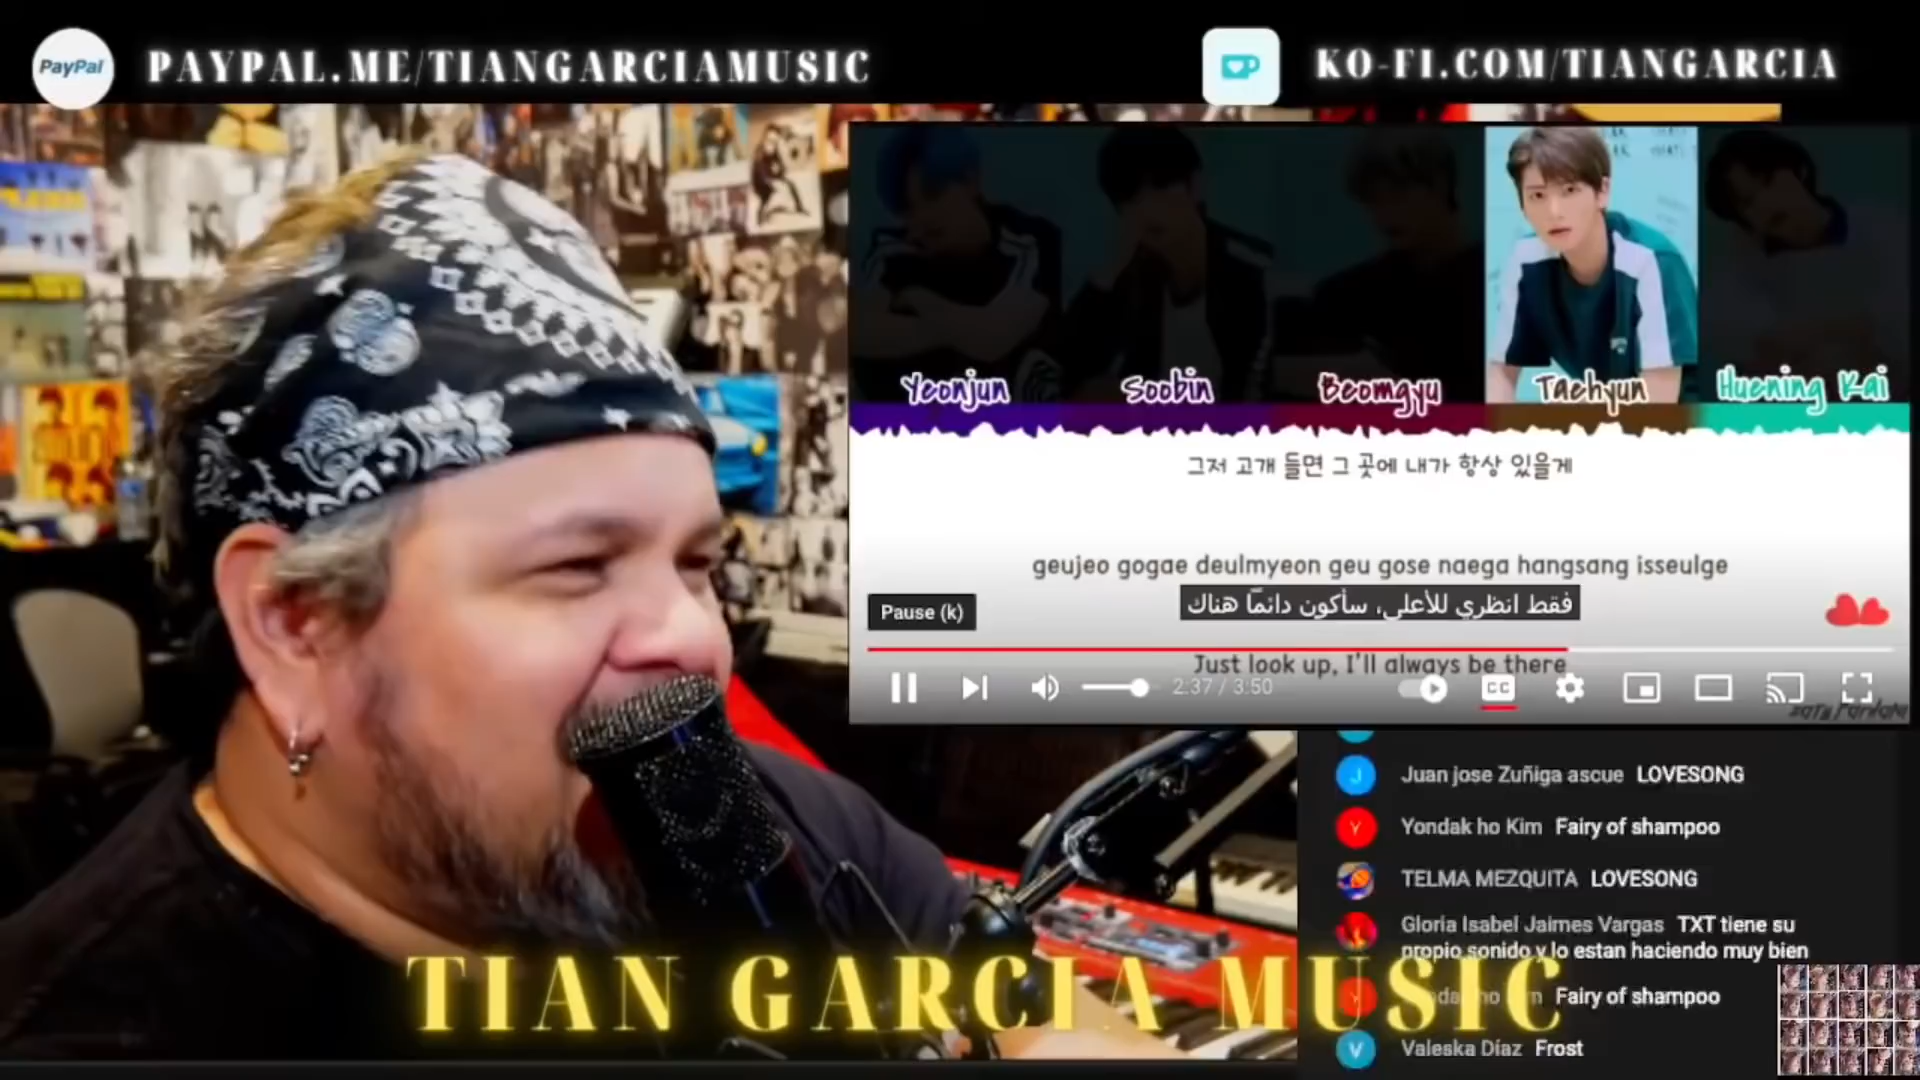 PayPal
PAYPAL.ME/TIANGARCIAMUSIC
KO-FI.COM/TIANGARCIA
Yeonjun
Soobin
Beomgyu
Taehyun
Huening Kai
그저 고개 들면 그 곳에 내가 항상 있을게
geujeo gogae deulmyeon geu gose naega hangsang isseulge
فقط انظري للأعلى، سأكون دائمًا هناك
Pause (k)
Just look up, I'll always be there
2:37 / 3:50
CC
J
Juan jose Zuñiga ascue LOVESONG
Y
Yondak ho Kim Fairy of shampoo
TELMA MEZQUITA LOVESONG
Gloria Isabel Jaimes Vargas TXT tiene su
propio sonido y lo estan haciendo muy bien
Fairy of shampoo
V
Valeska Díaz Frost
TIAN GARCIA MUSIC